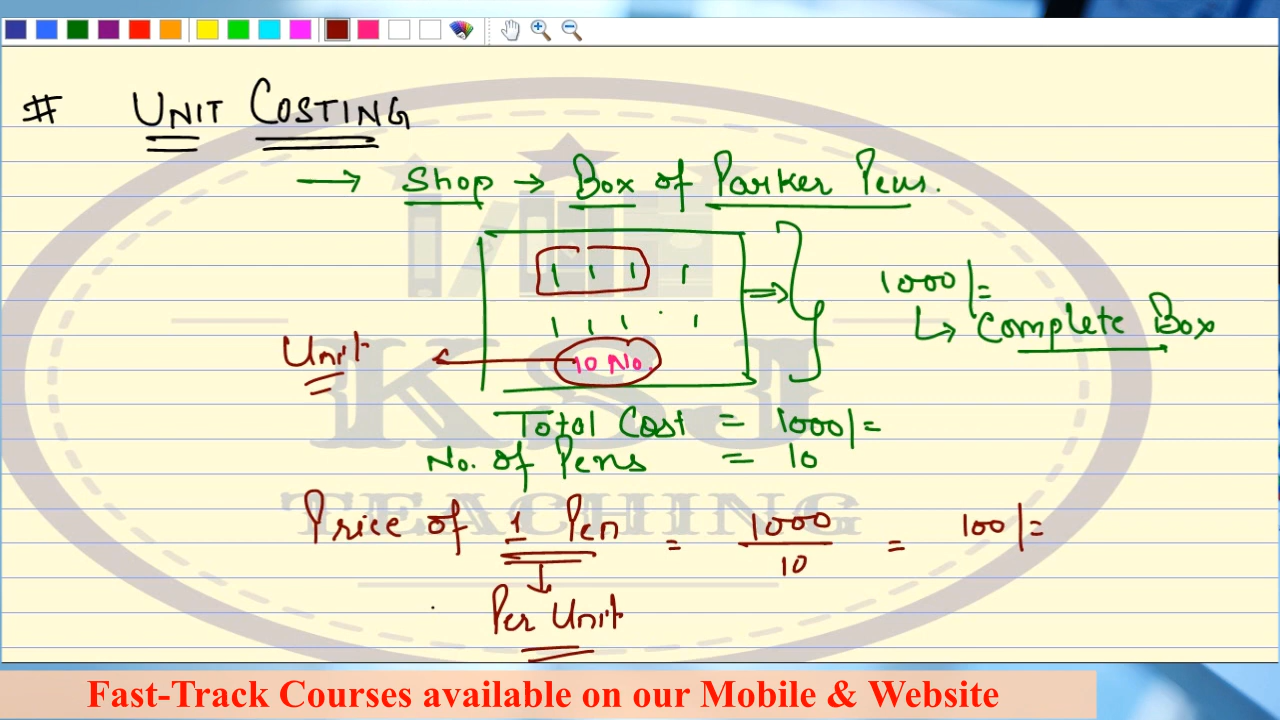 # UNIT COSTING
→ Shop → Box of Parker Pens.
1000/=
↳ Complete Box
Unit
10 No.
Total Cost = 1000/=
No. of Pens = 10
Price of 1 Pen = 1000/10 = 100/=
Per Unit
KSJ
TEACHING
Fast-Track Courses available on our Mobile & Website